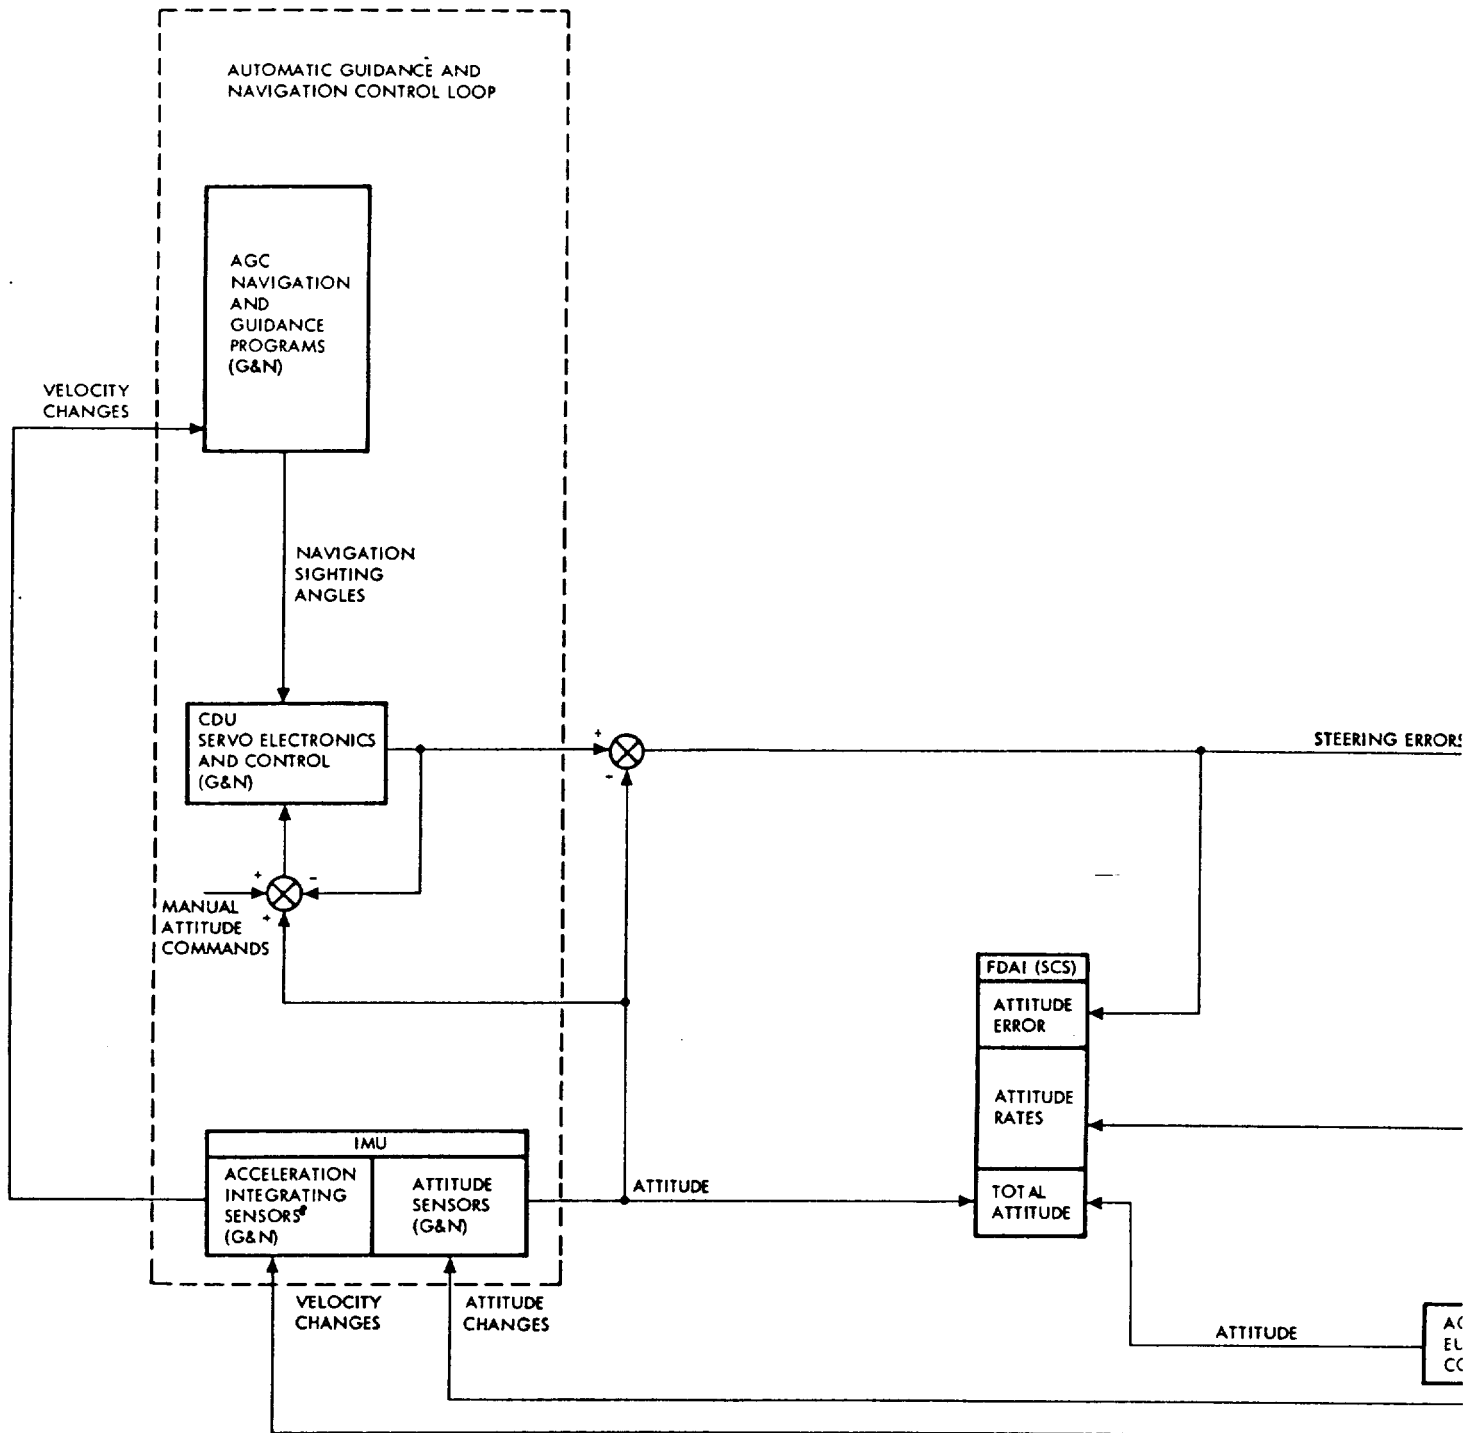 AUTOMATIC GUIDANCE AND
NAVIGATION CONTROL LOOP
AGC
NAVIGATION
AND
GUIDANCE
PROGRAMS
(G&N)
VELOCITY
CHANGES
NAVIGATION
SIGHTING
ANGLES
CDU
SERVO ELECTRONICS
AND CONTROL
(G&N)
+
-
STEERING ERRORS
+
-
+
MANUAL
ATTITUDE
COMMANDS
FDAI (SCS)
ATTITUDE
ERROR
ATTITUDE
RATES
TOTAL
ATTITUDE
IMU
ACCELERATION
INTEGRATING
SENSORS
(G&N)
ATTITUDE
SENSORS
(G&N)
ATTITUDE
VELOCITY
CHANGES
ATTITUDE
CHANGES
ATTITUDE